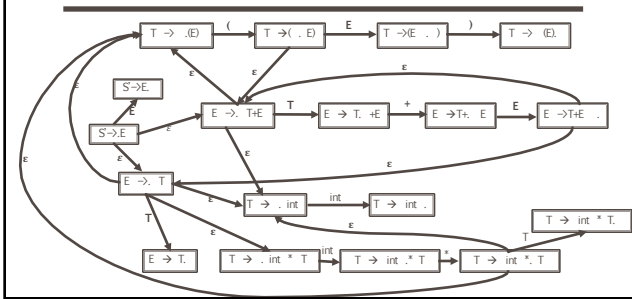 T -> .(E) ( T ->( . E) E T ->(E . ) ) T -> (E).
ε ε ε ε
S'->E. E
E ->. T+E T E -> T. +E + E ->T+. E E E ->T+E .
S'->.E ε
ε ε ε ε
E ->. T ε T -> . int int T -> int .
T ε ε T -> int * T.
E -> T. T -> . int * T int T -> int .* T * T -> int *. T T